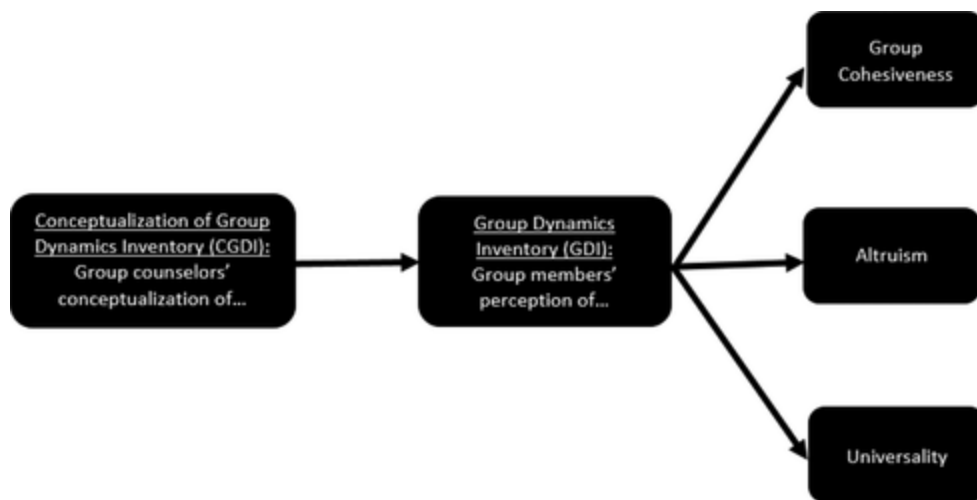 Conceptualization of Group
Dynamics Inventory (CGDI):
Group counselors’
conceptualization of...
Group Dynamics
Inventory (GDI):
Group members’
perception of...
Group
Cohesiveness
Altruism
Universality